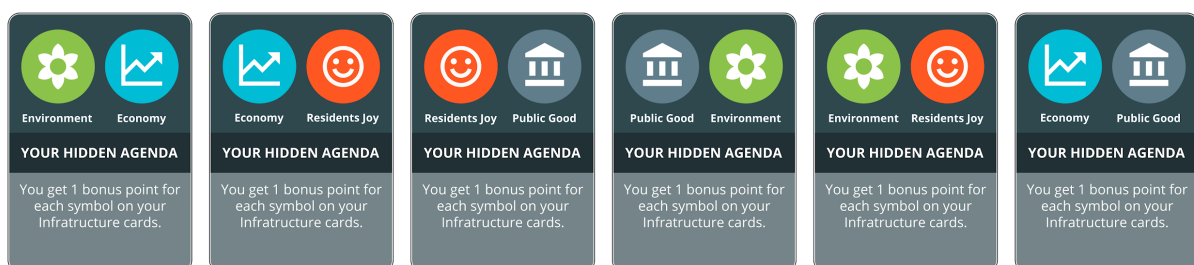 Environment Economy
YOUR HIDDEN AGENDA
You get 1 bonus point for
each symbol on your
Infratructure cards.
Economy Residents Joy
YOUR HIDDEN AGENDA
You get 1 bonus point for
each symbol on your
Infratructure cards.
Residents Joy Public Good
YOUR HIDDEN AGENDA
You get 1 bonus point for
each symbol on your
Infratructure cards.
Public Good Environment
YOUR HIDDEN AGENDA
You get 1 bonus point for
each symbol on your
Infratructure cards.
Environment Residents Joy
YOUR HIDDEN AGENDA
You get 1 bonus point for
each symbol on your
Infratructure cards.
Economy Public Good
YOUR HIDDEN AGENDA
You get 1 bonus point for
each symbol on your
Infratructure cards.